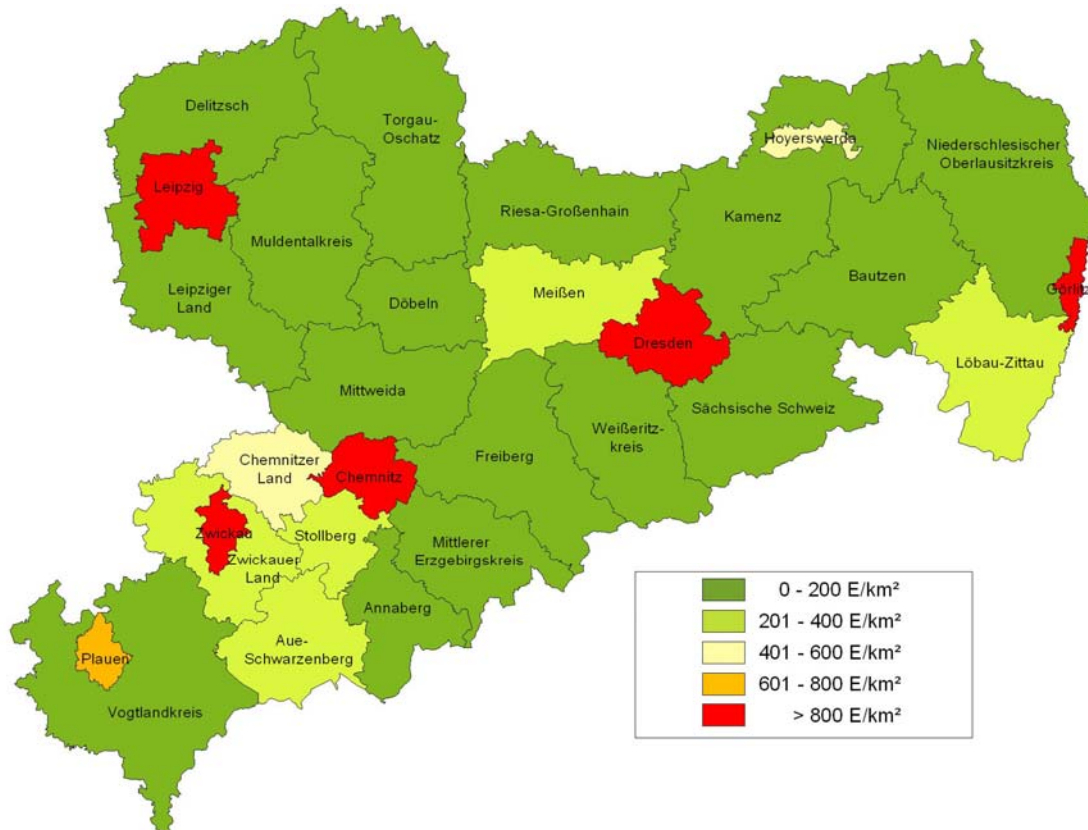 Delitzsch
Torgau-
Oschatz
Hoyerswerda
Niederschlesischer
Oberlausitzkreis
Leipzig
Riesa-Großenhain
Kamenz
Muldentalkreis
Bautzen
Leipziger
Land
Döbeln
Meißen
Görlitz
Dresden
Löbau-Zittau
Mittweida
Sächsische Schweiz
Weißeritz-
kreis
Chemnitzer
Land
Freiberg
Chemnitz
Zwickau
Stollberg
Mittlerer
Erzgebirgskreis
Zwickauer
Land
Annaberg
Aue-
Schwarzenberg
Plauen
Vogtlandkreis
0 - 200 E/km²
201 - 400 E/km²
401 - 600 E/km²
601 - 800 E/km²
> 800 E/km²